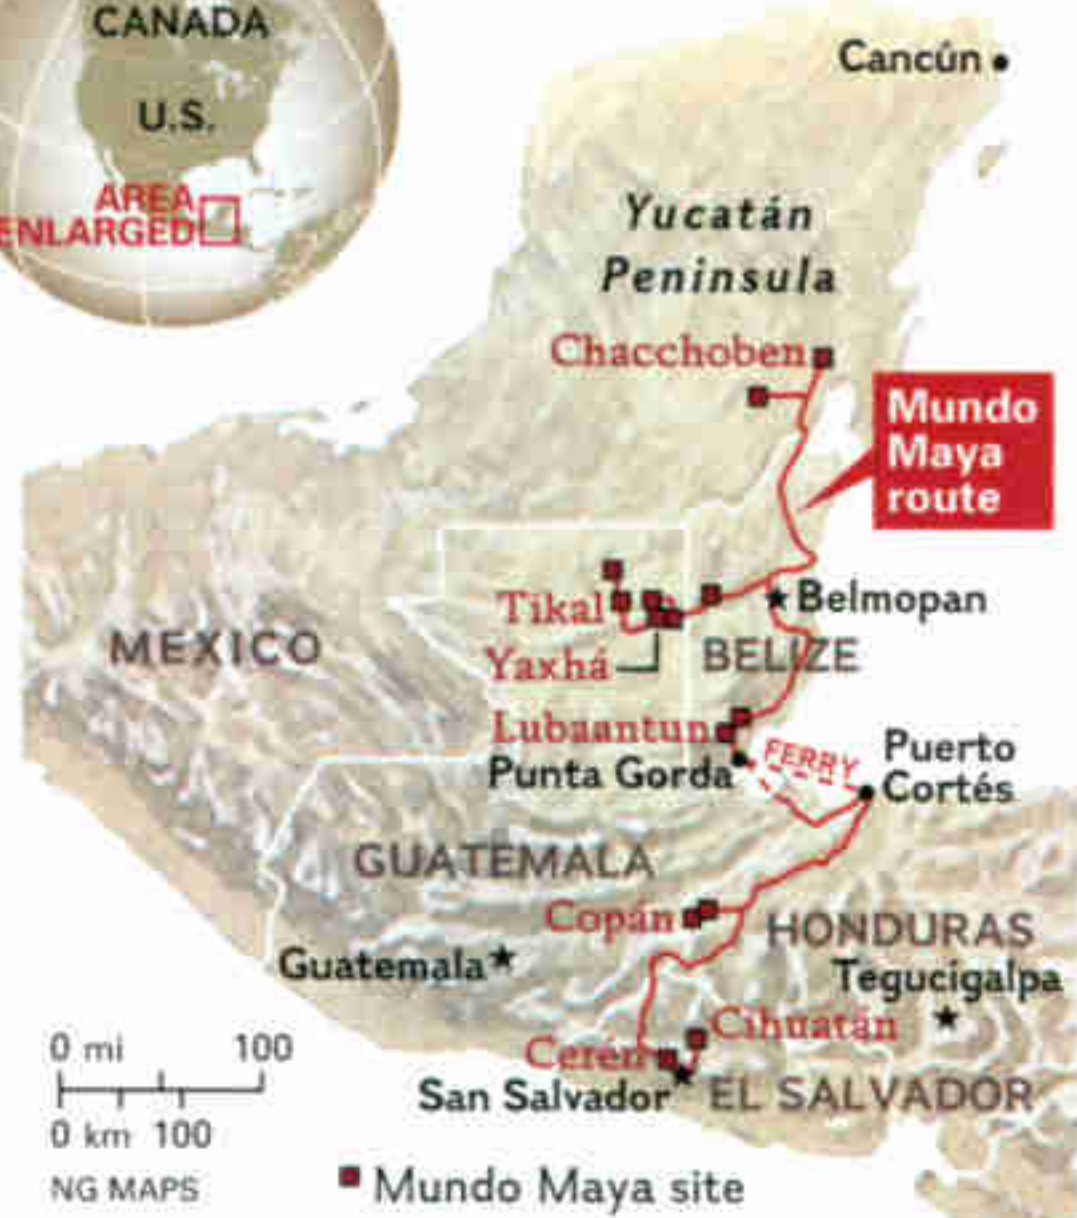 CANADA
U.S.
AREA
ENLARGED
Cancún
Yucatán
Peninsula
Chacchoben
Mundo
Maya
route
Tikal
Belmopan
MEXICO
Yaxhá
BELIZE
Lubaantun
Punta Gorda
FERRY
Puerto
Cortés
GUATEMALA
Copán
HONDURAS
Guatemala
Tegucigalpa
Cihuatán
Cerén
San Salvador
EL SALVADOR
0 mi 100
0 km 100
NG MAPS
Mundo Maya site